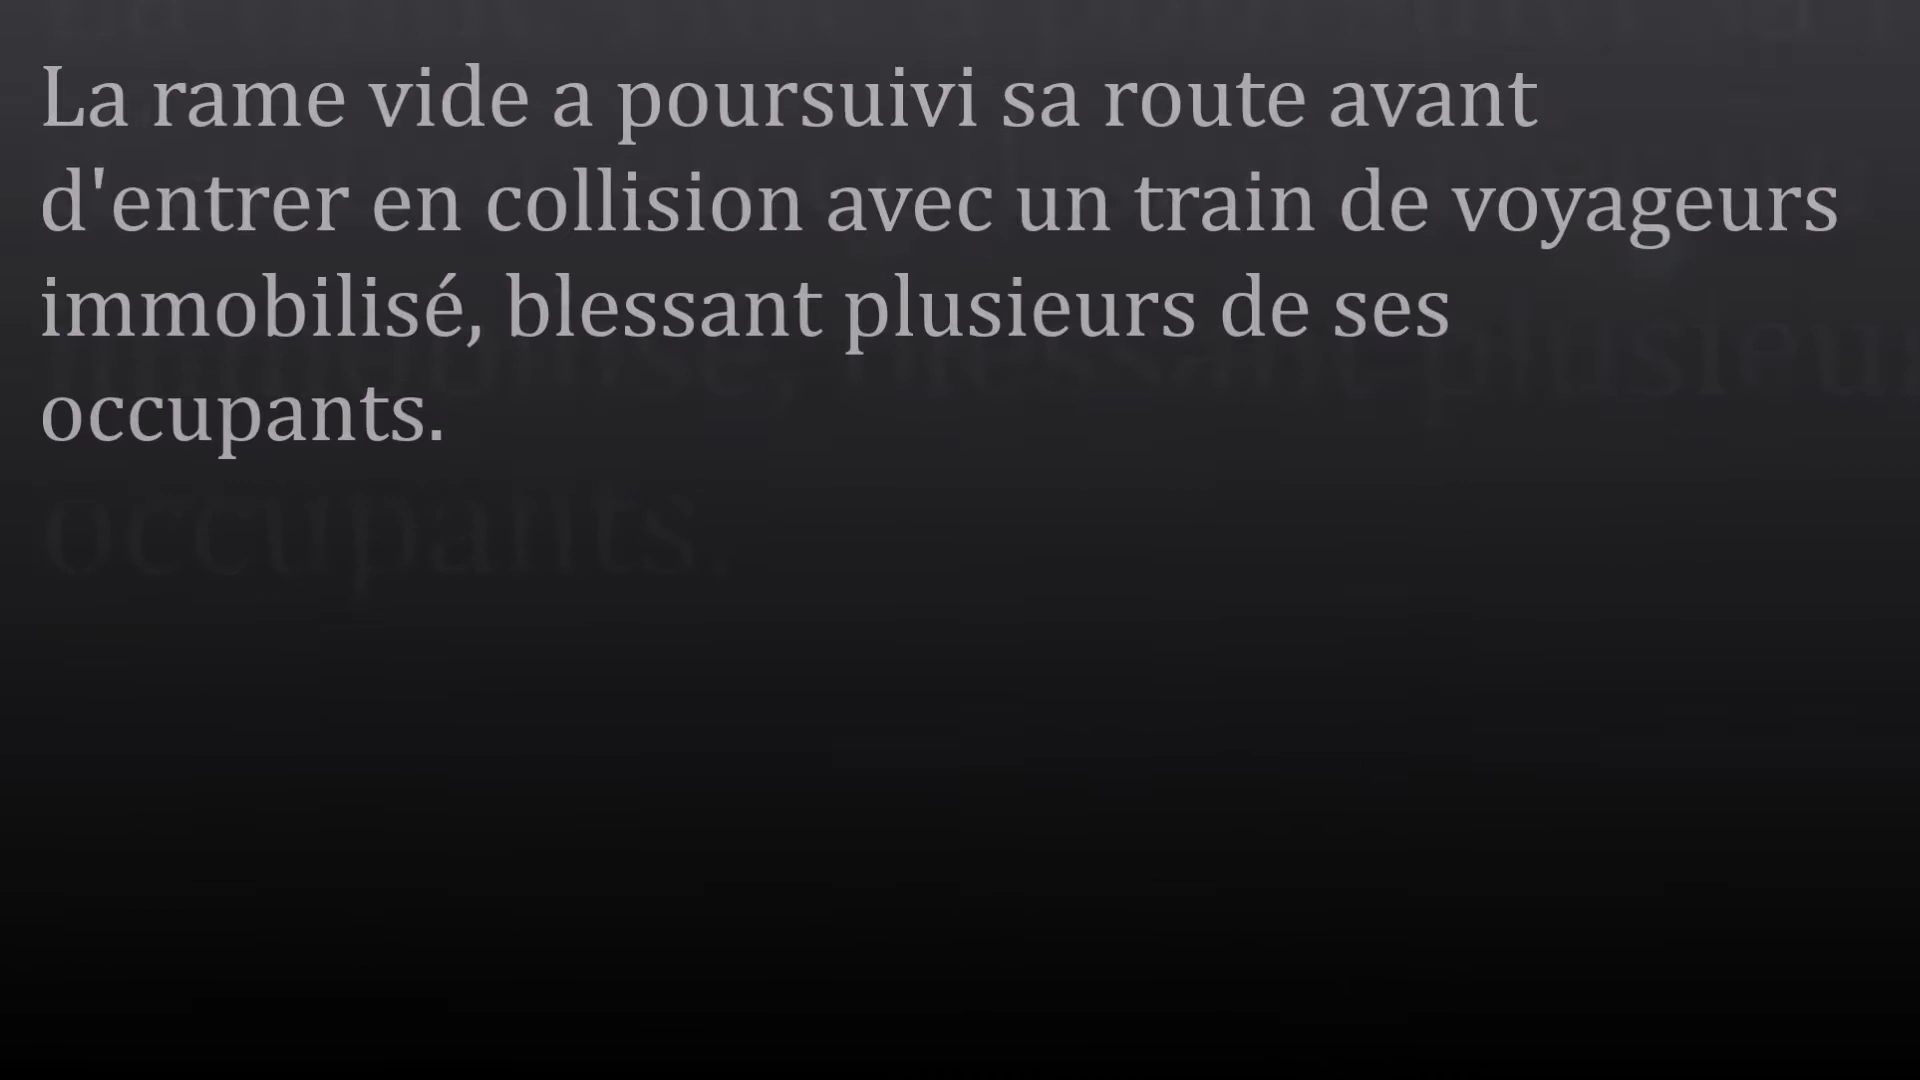 La rame vide a poursuivi sa route avant
d'entrer en collision avec un train de voyageurs
immobilisé, blessant plusieurs de ses
occupants.